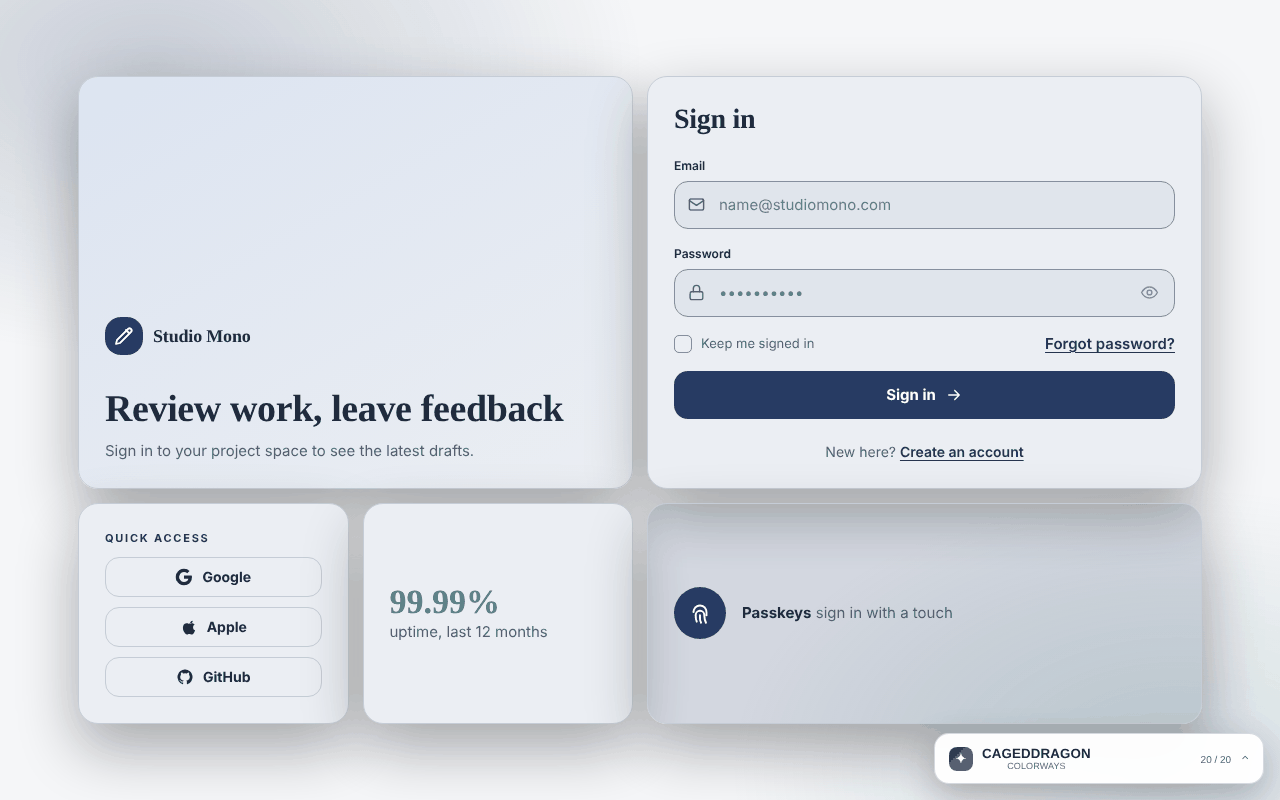 Studio Mono
Review work, leave feedback
Sign in to your project space to see the latest drafts.
Sign in
Email
name@studiomono.com
Password
••••••••••
Keep me signed in
Forgot password?
Sign in →
New here? Create an account
QUICK ACCESS
Google
Apple
GitHub
99.99%
uptime, last 12 months
Passkeys sign in with a touch
CAGEDDRAGON
COLORWAYS
20 / 20